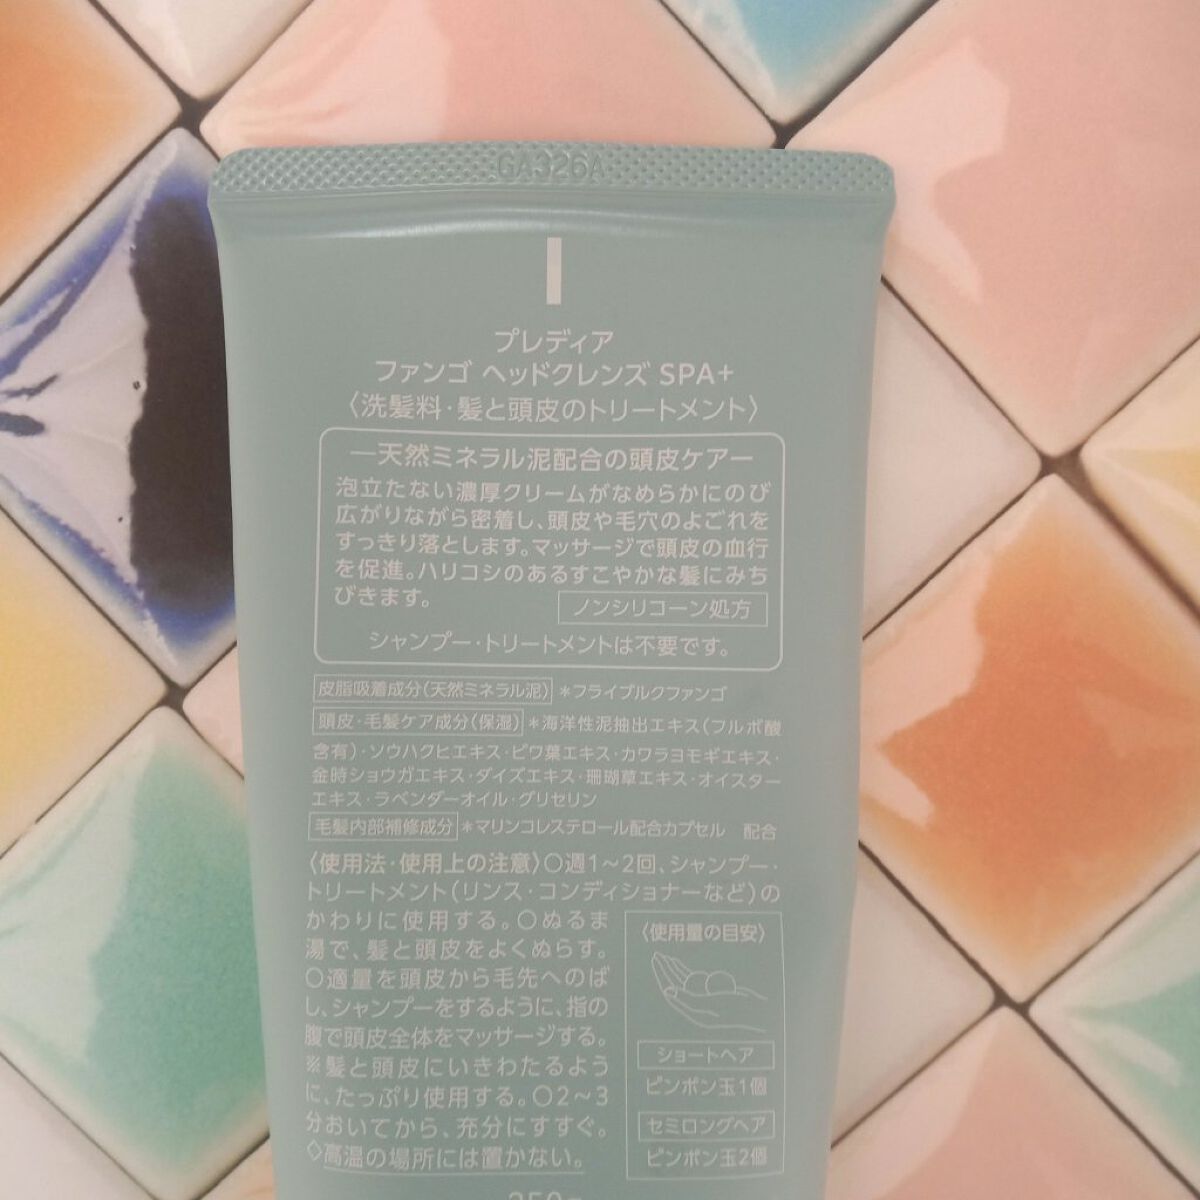 GA326A
プレディア
ファンゴ ヘッドクレンズ SPA+
〈洗髪料・髪と頭皮のトリートメント〉
―天然ミネラル泥配合の頭皮ケア―
泡立たない濃厚クリームがなめらかにのび
広がりながら密着し、頭皮や毛穴のよごれを
すっきり落とします。マッサージで頭皮の血行
を促進。ハリコシのあるすこやかな髪にみち
びきます。
ノンシリコーン処方
シャンプー・トリートメントは不要です。
皮脂吸着成分(天然ミネラル泥) *フライブルクファンゴ
頭皮・毛髪ケア成分(保湿) *海洋性泥抽出エキス(フルボ酸
含有)・ソウハクヒエキス・ビワ葉エキス・カワラヨモギエキス・
金時ショウガエキス・ダイズエキス・珊瑚草エキス・オイスター
エキス・ラベンダーオイル・グリセリン
毛髪内部補修成分 *マリンコレステロール配合カプセル 配合
〈使用法・使用上の注意〉○週1～2回、シャンプー・
トリートメント(リンス・コンディショナーなど)の
かわりに使用する。○ぬるま
湯で、髪と頭皮をよくぬらす。
○適量を頭皮から毛先へのば
し、シャンプーをするように、指の
腹で頭皮全体をマッサージする。
※髪と頭皮にいきわたるよう
に、たっぷり使用する。○2～3
分おいてから、充分にすすぐ。
◇高温の場所には置かない。
〈使用量の目安〉
ショートヘア
ピンポン玉1個
セミロングヘア
ピンポン玉2個